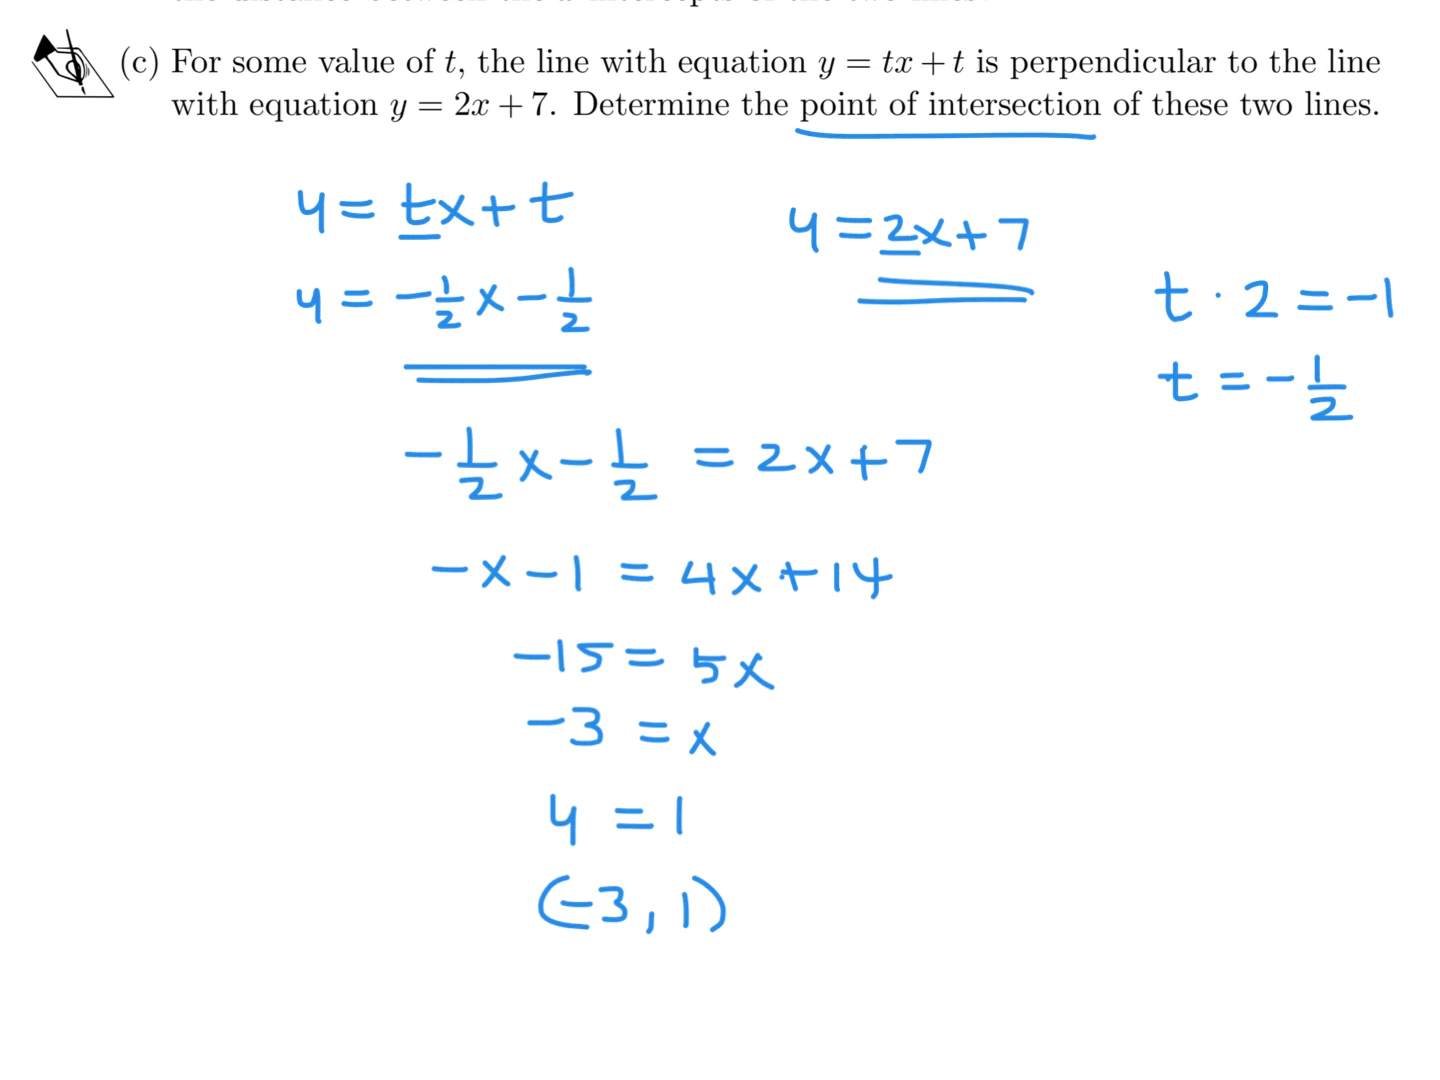 (c) For some value of t, the line with equation y = tx + t is perpendicular to the line
with equation y = 2x + 7. Determine the point of intersection of these two lines.
y = tx + t
y = 2x + 7
y = -1/2 x - 1/2
t · 2 = -1
t = -1/2
-1/2 x - 1/2 = 2x + 7
-x - 1 = 4x + 14
-15 = 5x
-3 = x
y = 1
(-3, 1)